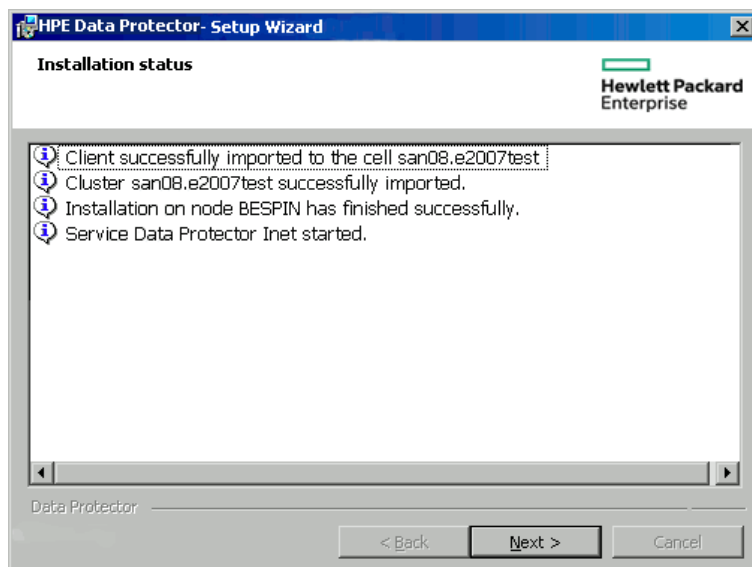 HPE Data Protector- Setup Wizard
Installation status
Hewlett Packard
Enterprise
Client successfully imported to the cell san08.e2007test
Cluster san08.e2007test successfully imported.
Installation on node BESPIN has finished successfully.
Service Data Protector Inet started.
Data Protector
< Back
Next >
Cancel